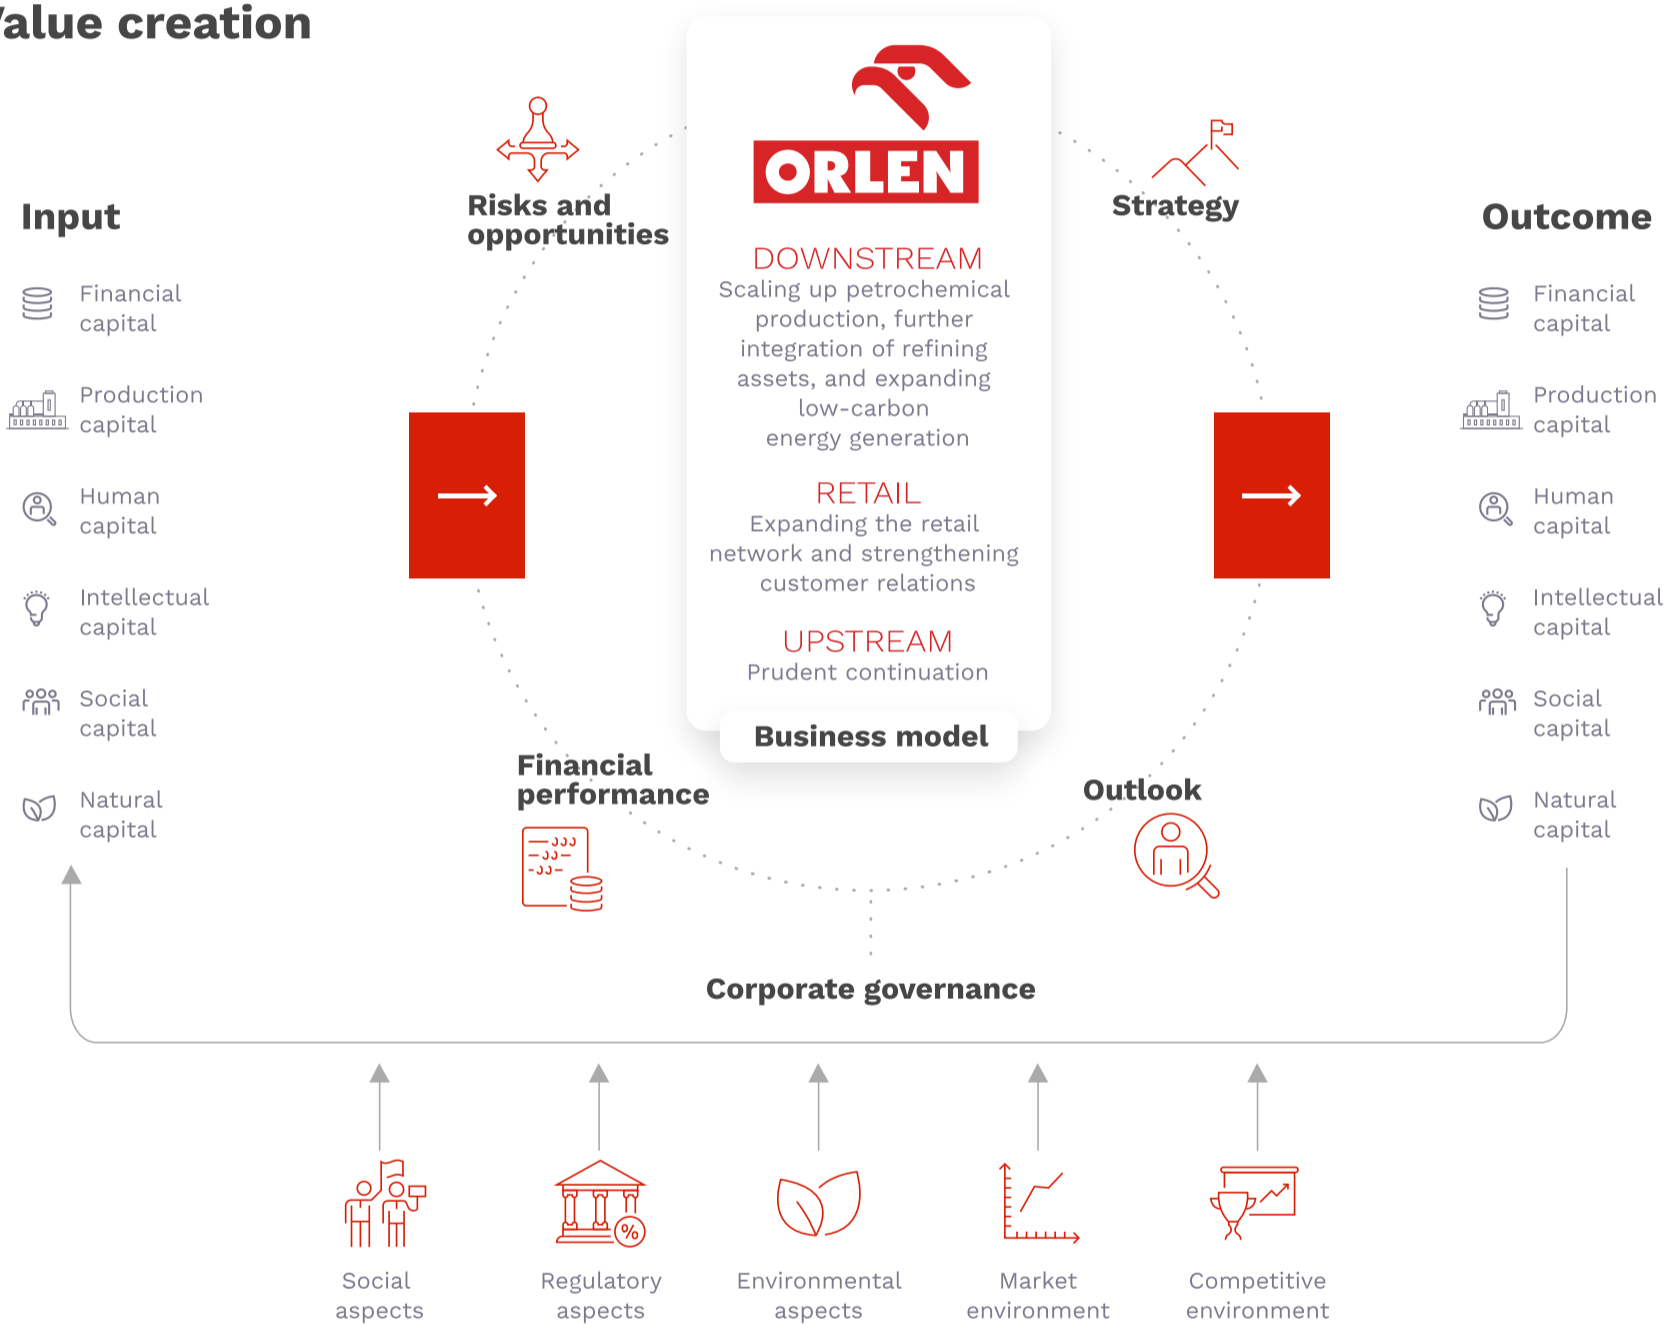 Value creation
ORLEN
Risks and
opportunities
Strategy
Input
Financial
capital
Production
capital
Human
capital
Intellectual
capital
Social
capital
Natural
capital
DOWNSTREAM
Scaling up petrochemical
production, further
integration of refining
assets, and expanding
low-carbon
energy generation
RETAIL
Expanding the retail
network and strengthening
customer relations
UPSTREAM
Prudent continuation
Business model
Outcome
Financial
capital
Production
capital
Human
capital
Intellectual
capital
Social
capital
Natural
capital
Financial
performance
Outlook
Corporate governance
%
Social
aspects
Regulatory
aspects
Environmental
aspects
Market
environment
Competitive
environment